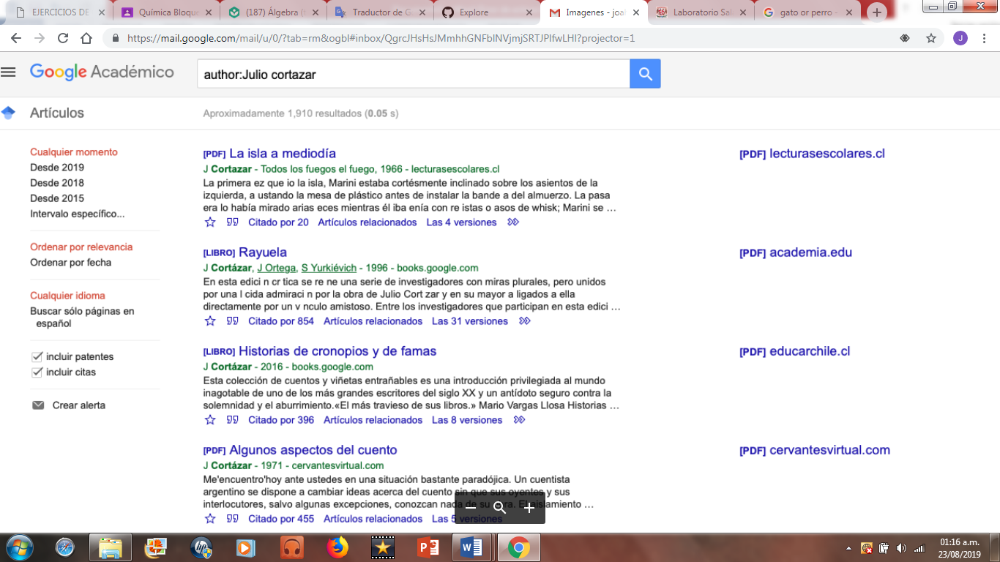 EJERCICIOS DE
Química Bloque
(187) Álgebra (
Traductor de G
Explore
Imagenes - joa
Laboratorio Sal
gato or perro -
https://mail.google.com/mail/u/0/?tab=rm&ogbl#inbox/QgrcJHsHsJMmhhGNFblNVjmjSRTJPlfwLHl?projector=1
J
Google Académico
author:Julio cortazar
Artículos
Aproximadamente 1,910 resultados (0.05 s)
Cualquier momento
Desde 2019
Desde 2018
Desde 2015
Intervalo específico...
Ordenar por relevancia
Ordenar por fecha
Cualquier idioma
Buscar sólo páginas en
español
incluir patentes
incluir citas
Crear alerta
[PDF] La isla a mediodía
J Cortazar - Todos los fuegos el fuego, 1966 - lecturasescolares.cl
La primera ez que io la isla, Marini estaba cortésmente inclinado sobre los asientos de la
izquierda, a ustando la mesa de plástico antes de instalar la bande a del almuerzo. La pasa
era lo había mirado arias eces mientras él iba enía con re istas o asos de whisk; Marini se …
Citado por 20 Artículos relacionados Las 4 versiones
[PDF] lecturasescolares.cl
[LIBRO] Rayuela
J Cortázar, J Ortega, S Yurkiévich - 1996 - books.google.com
En esta edici n cr tica se re ne una serie de investigadores con miras plurales, pero unidos
por una l cida admiraci n por la obra de Julio Cort zar y en su mayor a ligados a ella
directamente por un v nculo amistoso. Entre los investigadores que participan en esta edici …
Citado por 854 Artículos relacionados Las 31 versiones
[PDF] academia.edu
[LIBRO] Historias de cronopios y de famas
J Cortázar - 2016 - books.google.com
Esta colección de cuentos y viñetas entrañables es una introducción privilegiada al mundo
inagotable de uno de los más grandes escritores del siglo XX y un antídoto seguro contra la
solemnidad y el aburrimiento.«El más travieso de sus libros.» Mario Vargas Llosa Historias …
Citado por 396 Artículos relacionados Las 8 versiones
[PDF] educarchile.cl
[PDF] Algunos aspectos del cuento
J Cortázar - 1971 - cervantesvirtual.com
Me'encuentro'hoy ante ustedes en una situación bastante paradójica. Un cuentista
argentino se dispone a cambiar ideas acerca del cuento sin que sus oyentes y sus
interlocutores, salvo algunas excepciones, conozcan nada de su obra. El aislamiento …
Citado por 455 Artículos relacionados Las 5 versiones
[PDF] cervantesvirtual.com
01:16 a.m.
23/08/2019